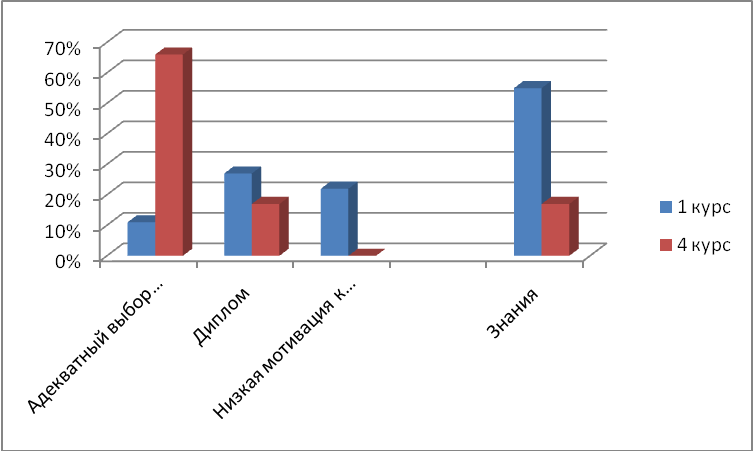 70%
60%
50%
40%
30%
20%
10%
0%
Адекватный выбор...
Диплом
Низкая мотивация к...
Знания
1 курс
4 курс